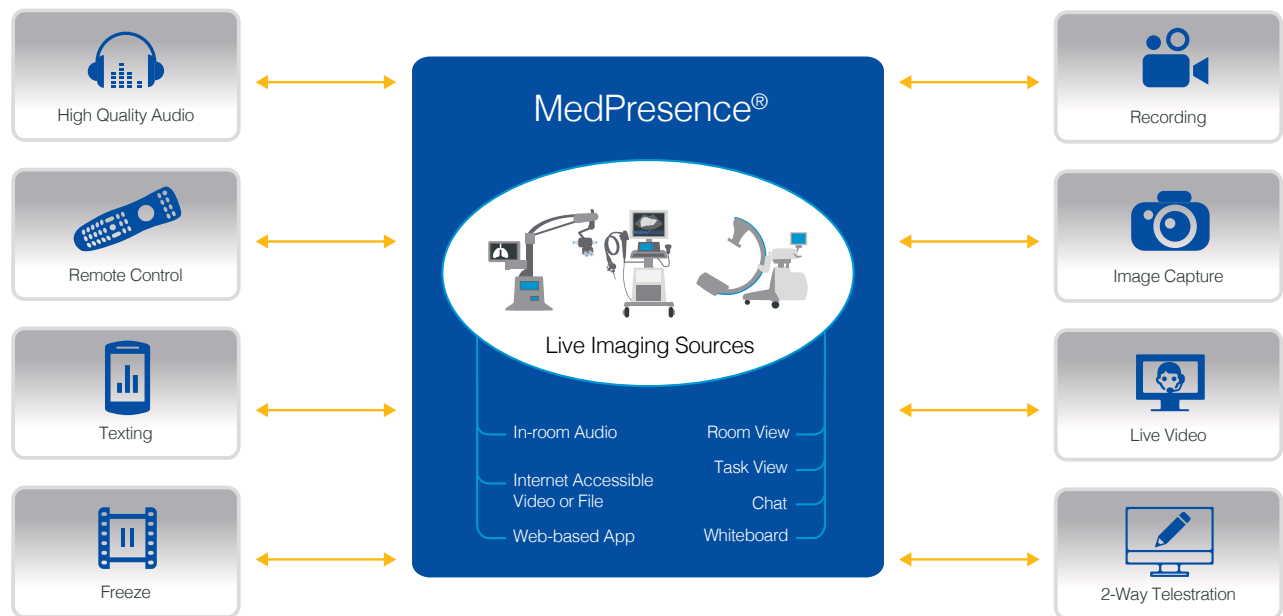 High Quality Audio
Remote Control
Texting
Freeze
MedPresence®
Live Imaging Sources
In-room Audio
Internet Accessible
Video or File
Web-based App
Room View
Task View
Chat
Whiteboard
Recording
Image Capture
Live Video
2-Way Telestration